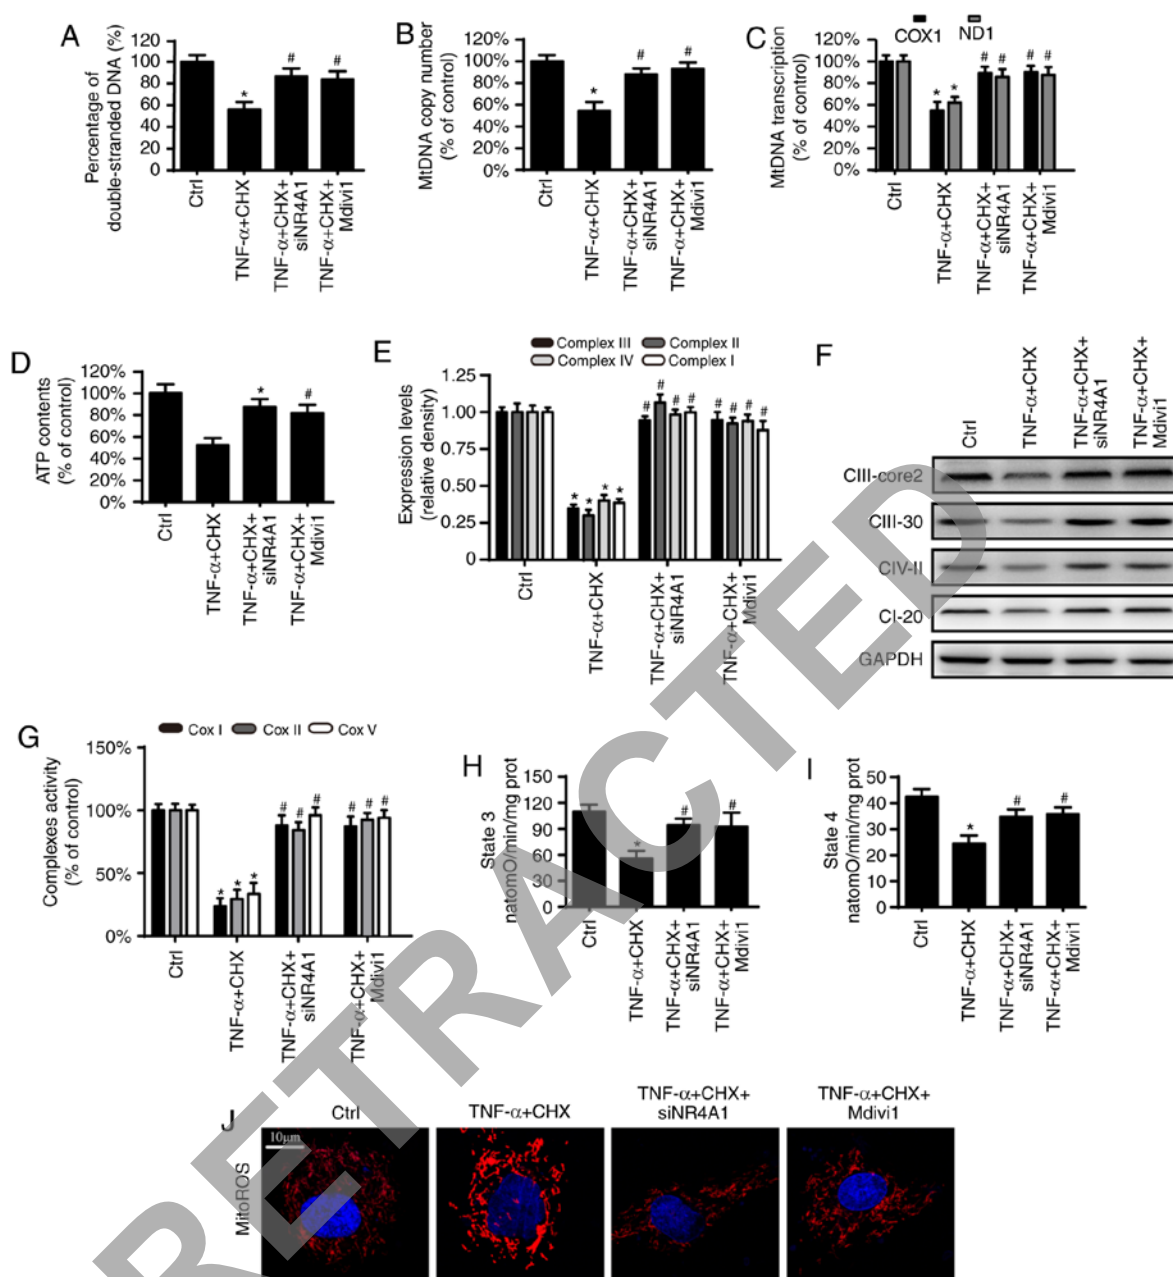 A
Percentage of
double-stranded DNA (%)
120
100
80
60
40
20
0
*
#
#
Ctrl
TNF-α+CHX
TNF-α+CHX+
siNR4A1
TNF-α+CHX+
Mdivi1
B
MtDNA copy number
(% of control)
120%
100%
80%
60%
40%
20%
0%
*
#
#
Ctrl
TNF-α+CHX
TNF-α+CHX+
siNR4A1
TNF-α+CHX+
Mdivi1
C
COX1 ND1
MtDNA transcription
(% of control)
120%
100%
80%
60%
40%
20%
0%
* *
# #
# #
Ctrl
TNF-α+CHX
TNF-α+CHX+
siNR4A1
TNF-α+CHX+
Mdivi1
D
ATP contents
(% of control)
120%
100%
80%
60%
40%
20%
0%
*
#
Ctrl
TNF-α+CHX
TNF-α+CHX+
siNR4A1
TNF-α+CHX+
Mdivi1
E
Complex III Complex II
Complex IV Complex I
Expression levels
(relative density)
1.25
1.00
0.75
0.50
0.25
0
* * * *
# # # #
# # # #
Ctrl
TNF-α+CHX
TNF-α+CHX+
siNR4A1
TNF-α+CHX+
Mdivi1
F
Ctrl
TNF-α+CHX
TNF-α+CHX+
siNR4A1
TNF-α+CHX+
Mdivi1
CIII-core2
CIII-30
CIV-II
CI-20
GAPDH
G
Cox I Cox II Cox V
Complexes activity
(% of control)
150%
100%
50%
0%
* * *
# # #
# # #
Ctrl
TNF-α+CHX
TNF-α+CHX+
siNR4A1
TNF-α+CHX+
Mdivi1
H
State 3
natomO/min/mg prot
150
120
90
60
30
0
*
#
#
Ctrl
TNF-α+CHX
TNF-α+CHX+
siNR4A1
TNF-α+CHX+
Mdivi1
I
State 4
natomO/min/mg prot
50
40
30
20
10
0
*
#
#
Ctrl
TNF-α+CHX
TNF-α+CHX+
siNR4A1
TNF-α+CHX+
Mdivi1
J
Ctrl
TNF-α+CHX
TNF-α+CHX+
siNR4A1
TNF-α+CHX+
Mdivi1
MitoROS
10μm
RETRACTED